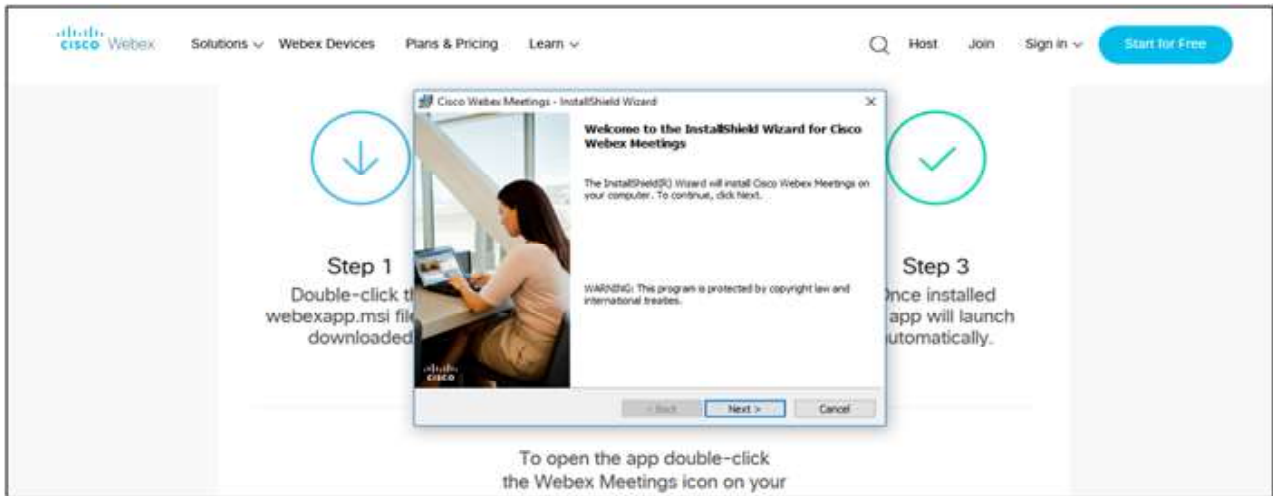 CISCO Webex Solutions Webex Devices Plans & Pricing Learn Host Join Sign in Start for Free
Cisco Webex Meetings - InstallShield Wizard
Welcome to the InstallShield Wizard for Cisco
Webex Meetings
The InstallShield(R) Wizard will install Cisco Webex Meetings on
your computer. To continue, click Next.
WARNING: This program is protected by copyright law and
international treaties.
CISCO
< Back Next > Cancel
Step 1
Double-click
webexapp.msi
downloaded
Step 3
installed
app will launch
To open the app double-click
the Webex Meetings icon on your